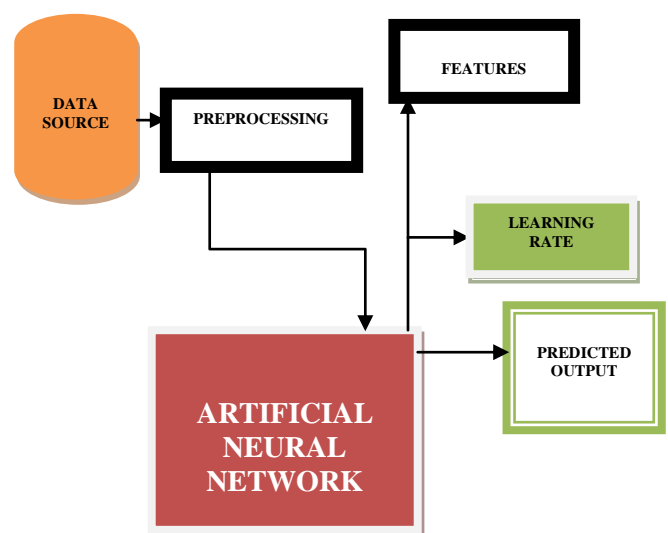 DATA
SOURCE
PREPROCESSING
FEATURES
LEARNING
RATE
PREDICTED
OUTPUT
ARTIFICIAL
NEURAL
NETWORK